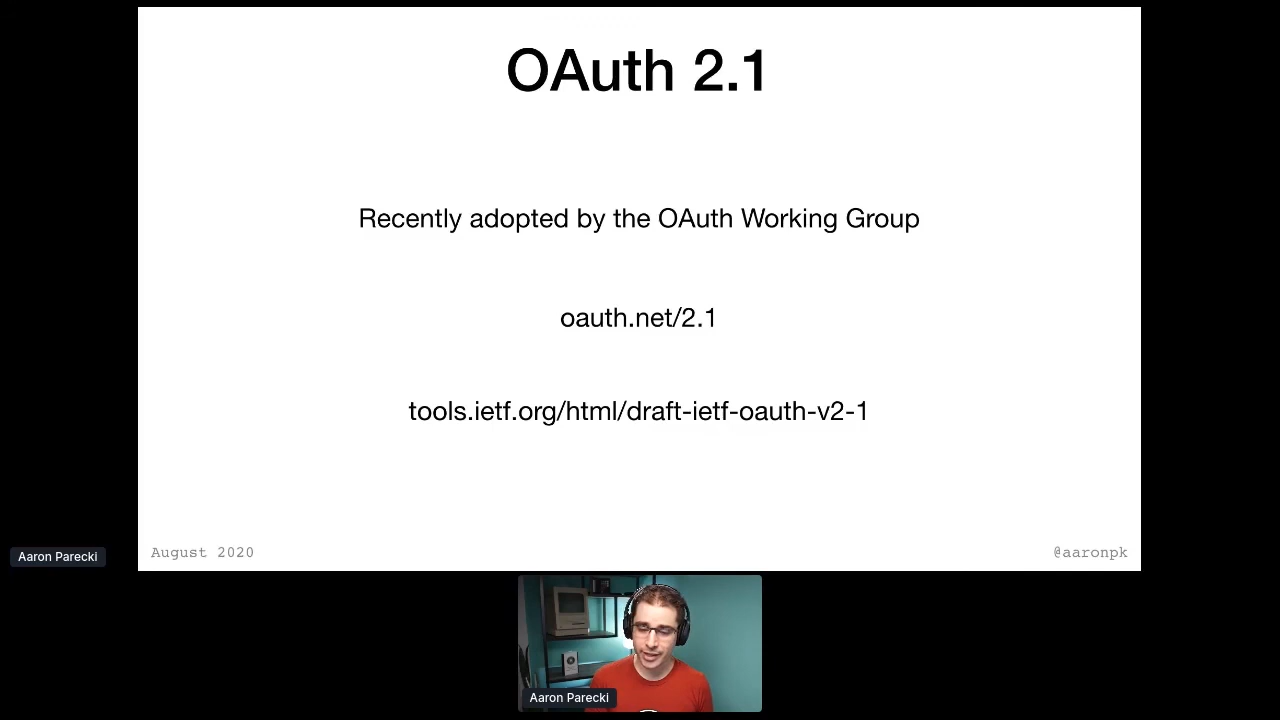 OAuth 2.1
Recently adopted by the OAuth Working Group
oauth.net/2.1
tools.ietf.org/html/draft-ietf-oauth-v2-1
August 2020
@aaronpk
Aaron Parecki
Aaron Parecki